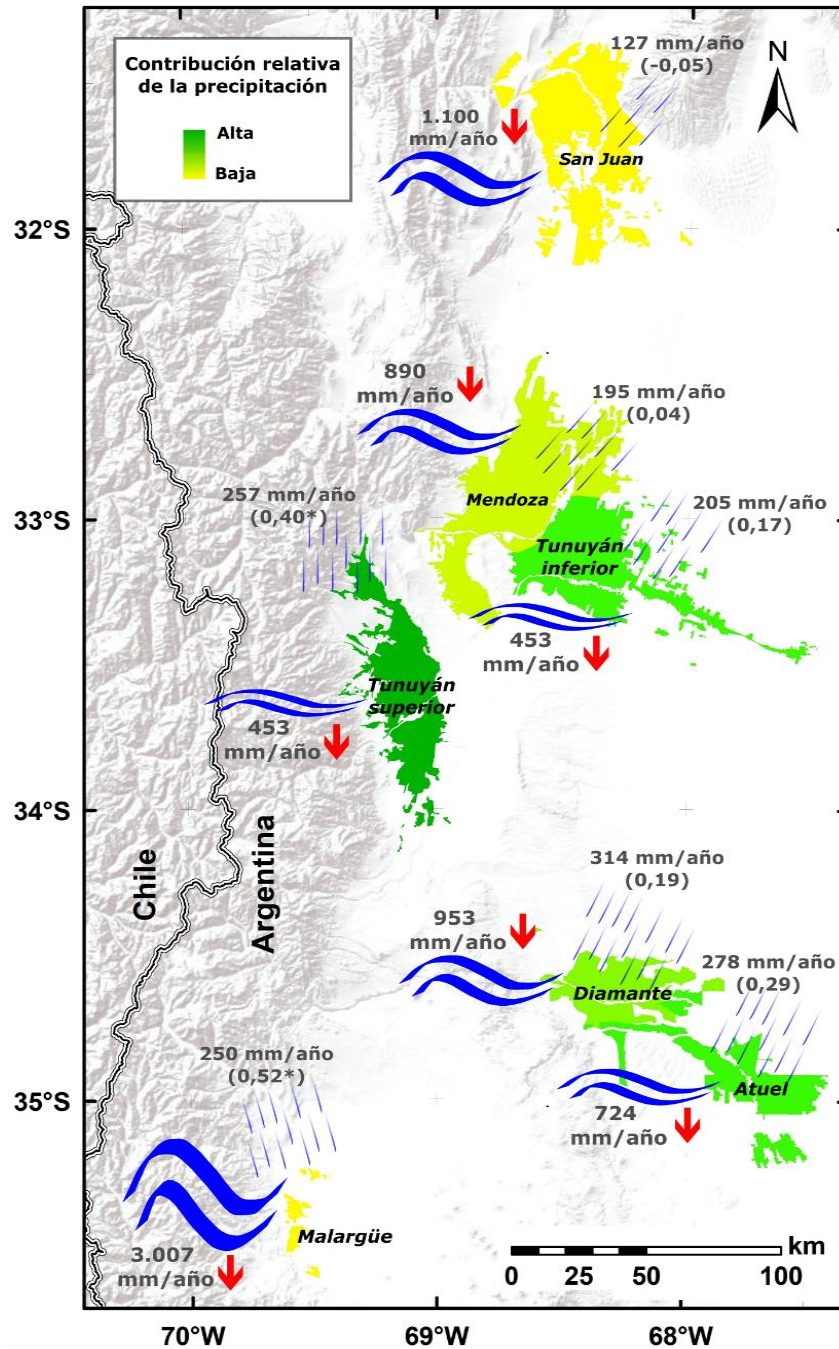 Contribución relativa
de la precipitación
Alta
Baja
127 mm/año
(-0,05)
N
1.100
mm/año
San Juan
32°S
890
mm/año
195 mm/año
(0,04)
Mendoza
257 mm/año
(0,40*)
205 mm/año
(0,17)
33°S
Tunuyán
inferior
453
mm/año
Tunuyán
superior
453
mm/año
34°S
Chile
Argentina
314 mm/año
(0,19)
953
mm/año
278 mm/año
(0,29)
Diamante
250 mm/año
(0,52*)
35°S
Atuel
724
mm/año
Malargüe
3.007
mm/año
km
0 25 50 100
70°W 69°W 68°W